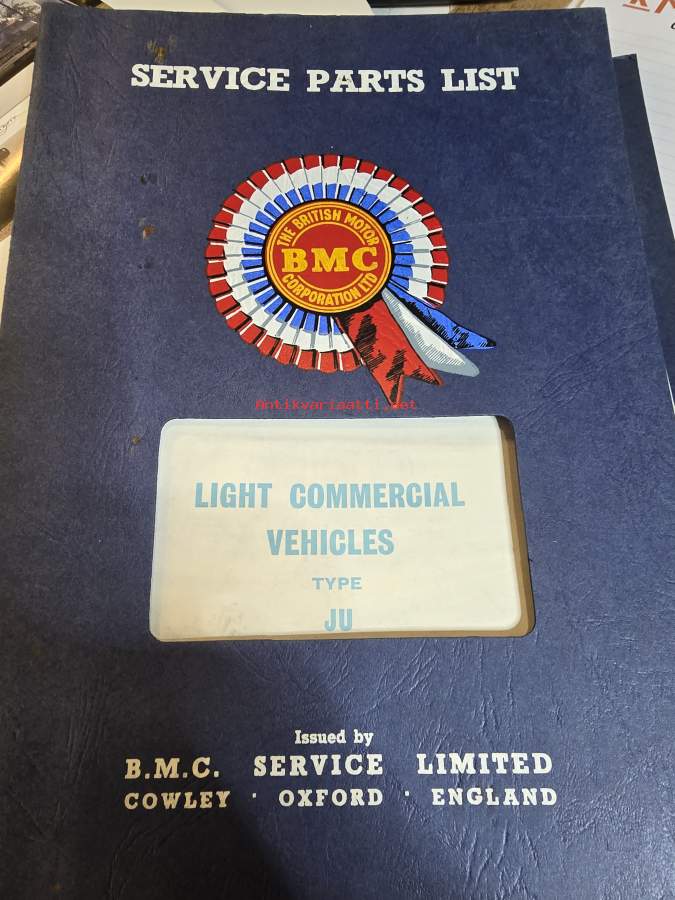 SERVICE PARTS LIST
THE BRITISH MOTOR
BMC
CORPORATION LTD
Antikvariaatti.net
LIGHT COMMERCIAL
VEHICLES
TYPE
JU
Issued by
B.M.C. SERVICE LIMITED
COWLEY · OXFORD · ENGLAND